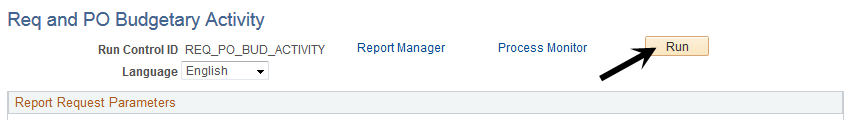 Req and PO Budgetary Activity
Run Control ID REQ_PO_BUD_ACTIVITY Report Manager Process Monitor Run
Language English
Report Request Parameters